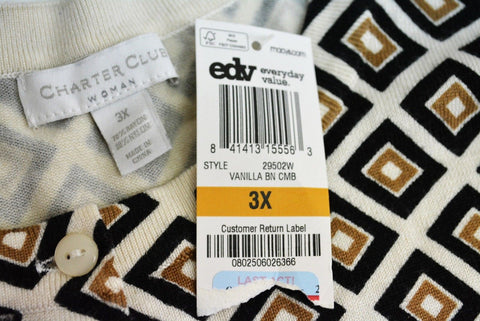 CHARTER CLUB
WOMAN
3X
MADE IN
CHINA
FSC
macys.com
edv everyday
value.
8 41413 15556 3
STYLE 29502W
VANILLA BN CMB
3X
Customer Return Label
0802506026366
LAST ACT!